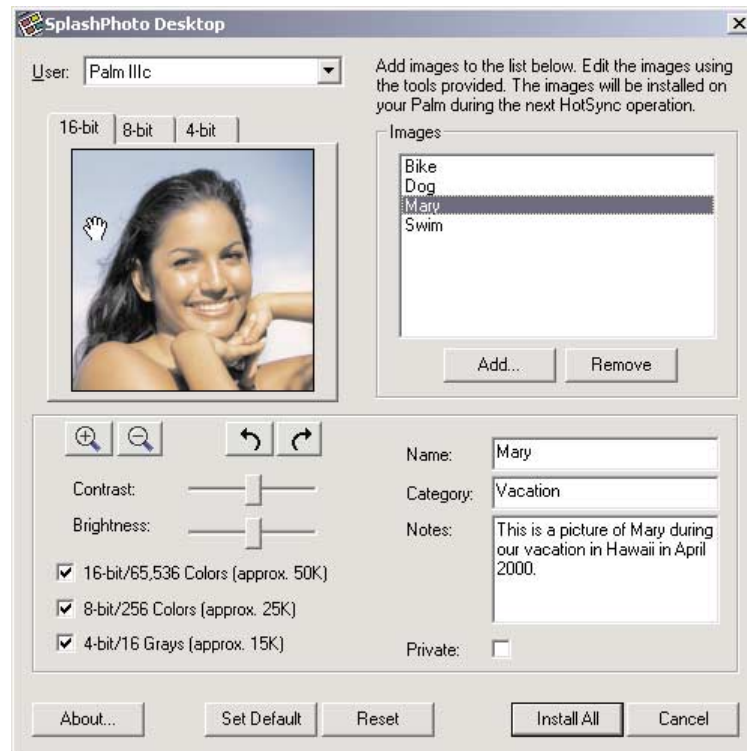 SplashPhoto Desktop
User: Palm IIIc
Add images to the list below. Edit the images using
the tools provided. The images will be installed on
your Palm during the next HotSync operation.
16-bit 8-bit 4-bit
Images
Bike
Dog
Mary
Swim
Add... Remove
Contrast:
Brightness:
16-bit/65,536 Colors (approx. 50K)
8-bit/256 Colors (approx. 25K)
4-bit/16 Grays (approx. 15K)
Name: Mary
Category: Vacation
Notes: This is a picture of Mary during
our vacation in Hawaii in April
2000.
Private:
About... Set Default Reset Install All Cancel